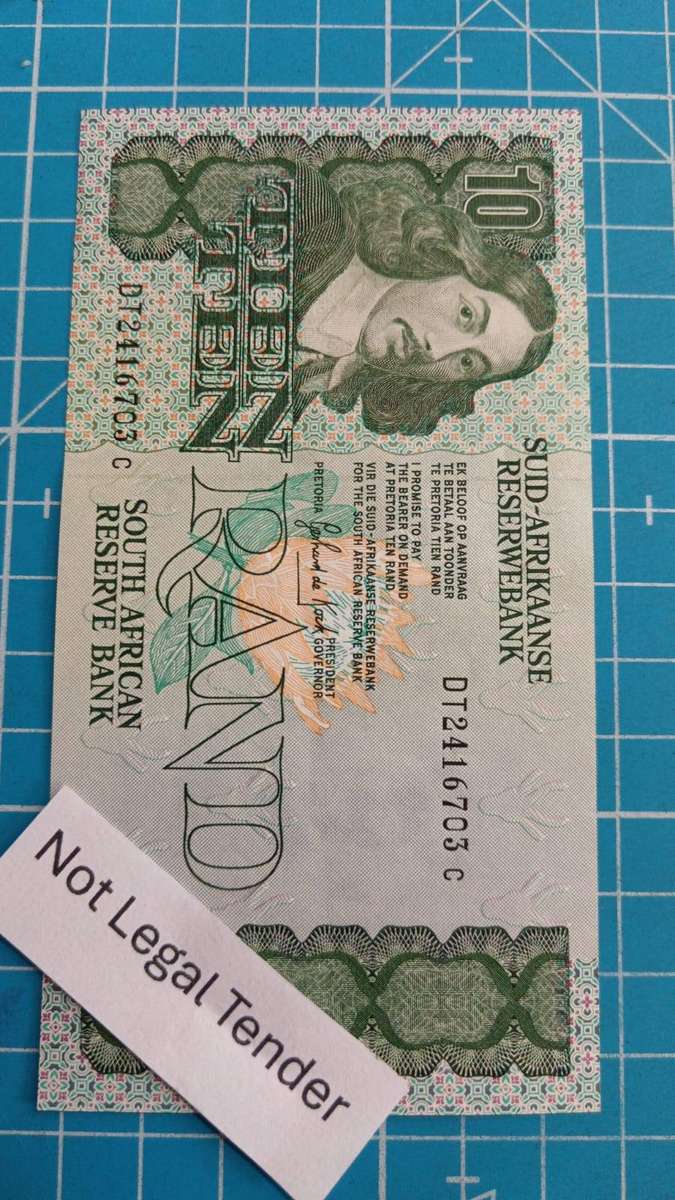 10
SUID-AFRIKAANSE
RESERWEBANK
DT2416703 C
EK BELOOF OP AANVRAAG
TE BETAAL AAN TOONDER
TE PRETORIA TIEN RAND
I PROMISE TO PAY
THE BEARER ON DEMAND
AT PRETORIA TEN RAND
VIR DIE SUID-AFRIKAANSE RESERWEBANK
FOR THE SOUTH AFRICAN RESERVE BANK
PRETORIA
PRESIDENT
GOVERNOR
TIEN
TEN
RAND
DT2416703 C
SOUTH AFRICAN
RESERVE BANK
Not Legal Tender